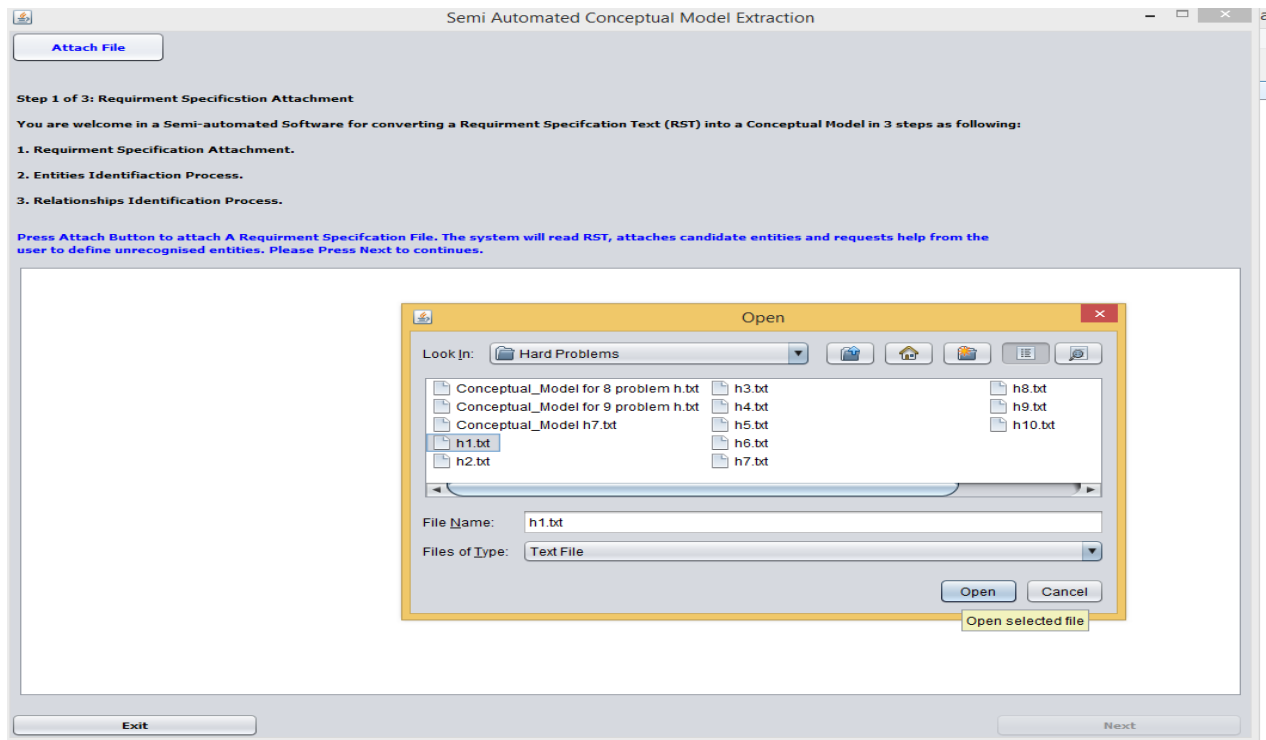 Semi Automated Conceptual Model Extraction
Attach File
Step 1 of 3: Requirment Specificstion Attachment
You are welcome in a Semi-automated Software for converting a Requirment Specifcation Text (RST) into a Conceptual Model in 3 steps as following:
1. Requirment Specification Attachment.
2. Entities Identifiaction Process.
3. Relationships Identification Process.
Press Attach Button to attach A Requirment Specifcation File. The system will read RST, attaches candidate entities and requests help from the
user to define unrecognised entities. Please Press Next to continues.
Open
Look In: Hard Problems
Conceptual_Model for 8 problem h.txt
Conceptual_Model for 9 problem h.txt
Conceptual_Model h7.txt
h1.txt
h2.txt
h3.txt
h4.txt
h5.txt
h6.txt
h7.txt
h8.txt
h9.txt
h10.txt
File Name: h1.txt
Files of Type: Text File
Open Cancel
Open selected file
Exit Next